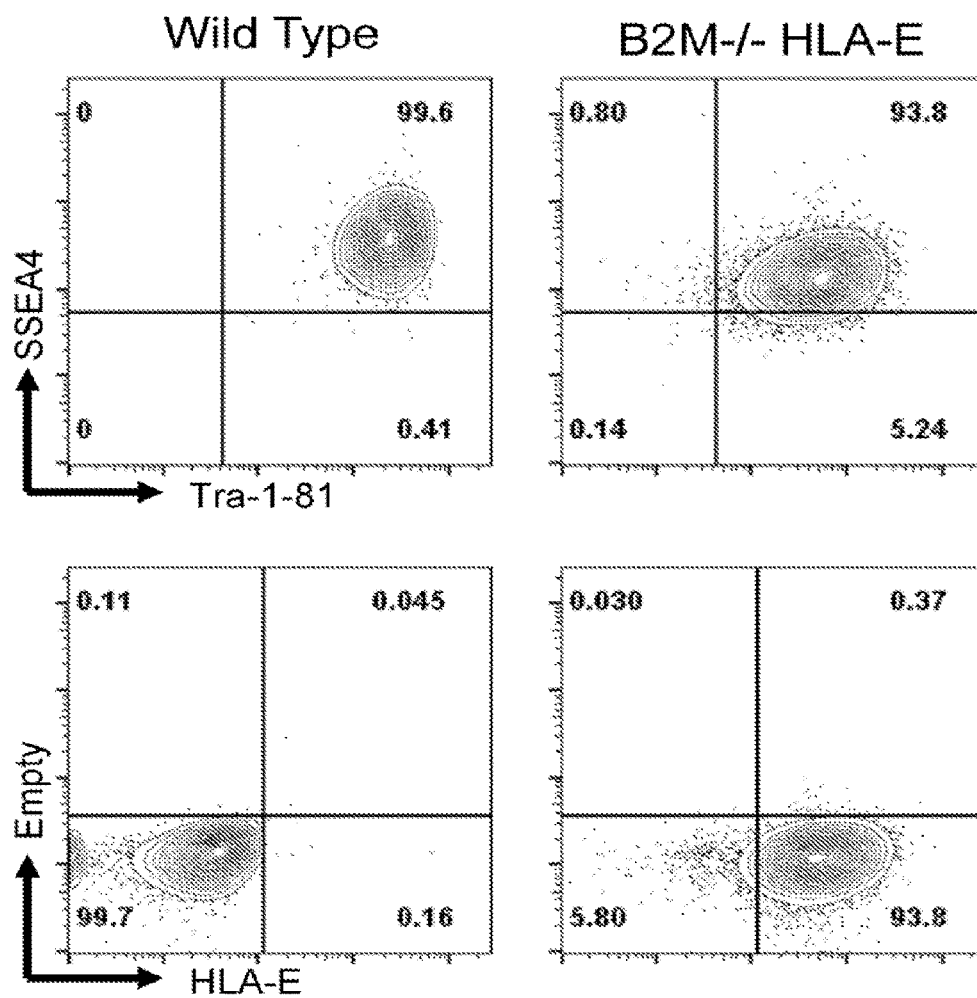 Wild Type
B2M-/- HLA-E
0
99.6
0.80
93.8
SSEA4
0
0.41
0.14
5.24
Tra-1-81
0.11
0.045
0.030
0.37
Empty
99.7
0.16
5.80
93.8
HLA-E